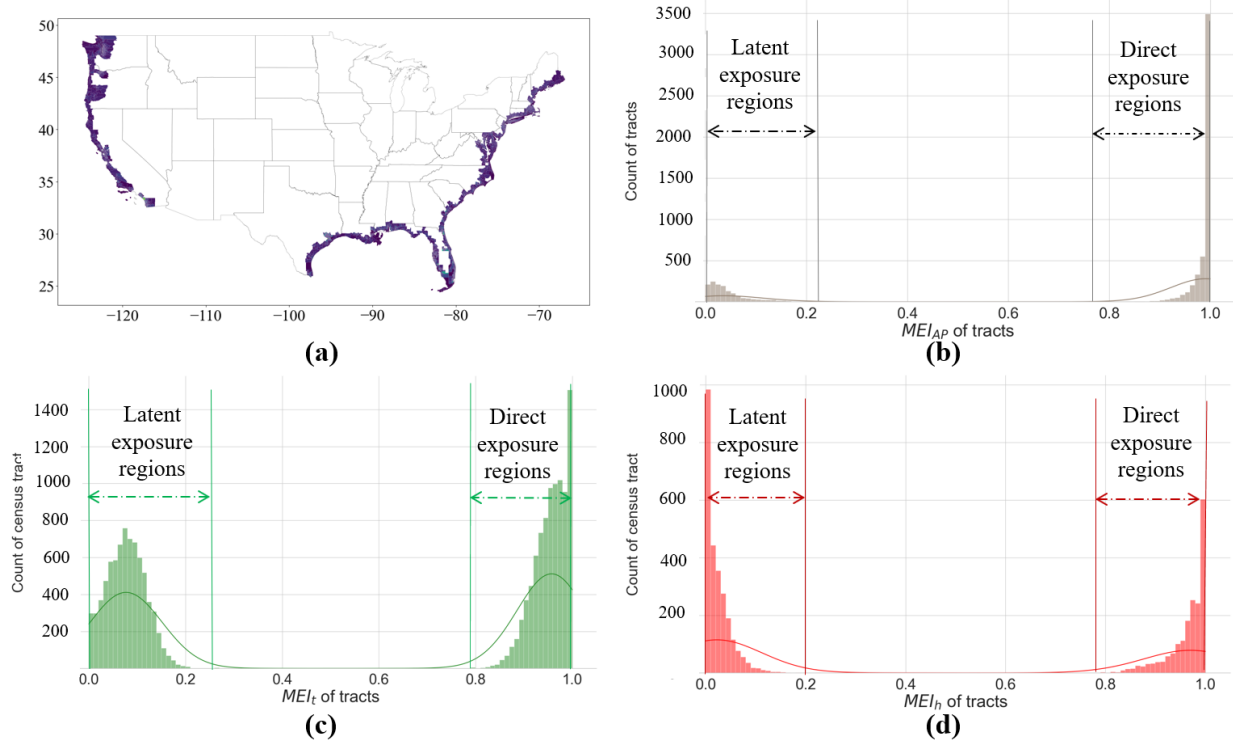 50
45
40
35
30
25
−120
−110
−100
−90
−80
−70
(a)
3500
3000
2500
2000
1500
1000
500
Count of tracts
Latent
exposure
regions
Direct
exposure
regions
0.0
0.2
0.4
0.6
0.8
1.0
MEI_AP of tracts
(b)
1400
1200
1000
800
600
400
200
Count of census tract
Latent
exposure
regions
Direct
exposure
regions
0.0
0.2
0.4
0.6
0.8
1.0
MEI_t of tracts
(c)
1000
800
600
400
200
Count of census tract
Latent
exposure
regions
Direct
exposure
regions
0.0
0.2
0.4
0.6
0.8
1.0
MEI_h of tracts
(d)